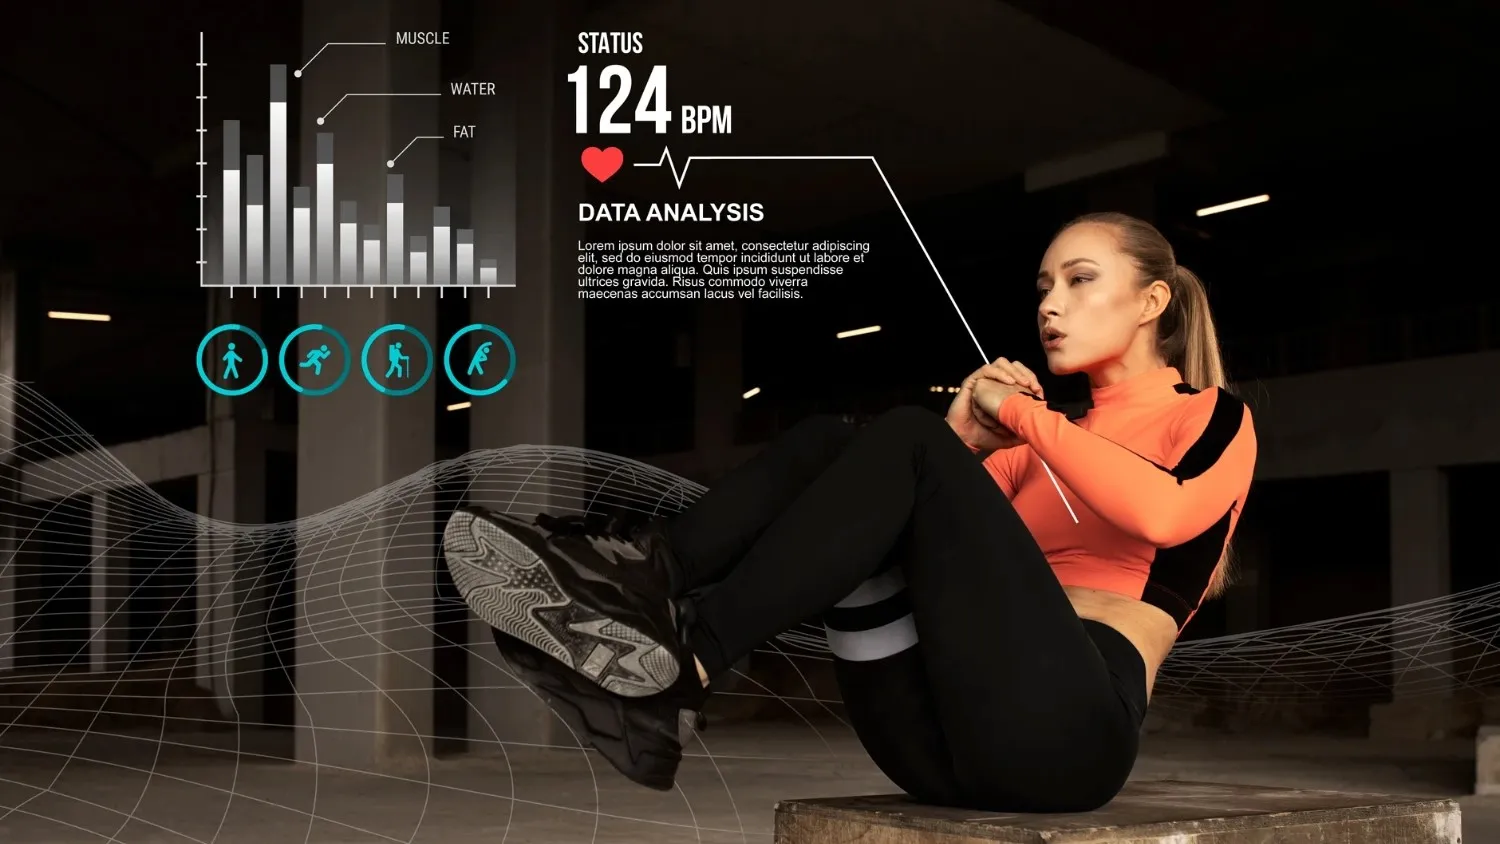 MUSCLE
WATER
FAT
STATUS
124 BPM
DATA ANALYSIS
Lorem ipsum dolor sit amet, consectetur adipiscing
elit, sed do eiusmod tempor incididunt ut labore et
dolore magna aliqua. Quis ipsum suspendisse
ultrices gravida. Risus commodo viverra
maecenas accumsan lacus vel facilisis.